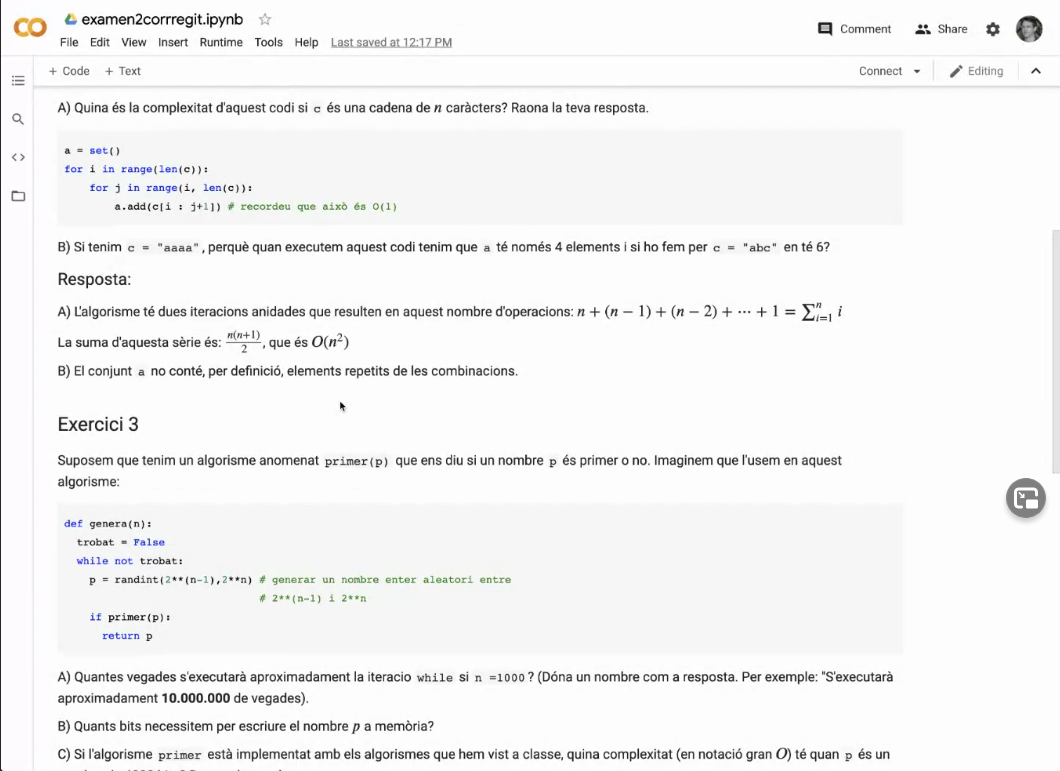 examen2corrregit.ipynb
Comment
Share
File Edit View Insert Runtime Tools Help Last saved at 12:17 PM
+ Code + Text
Connect
Editing
A) Quina és la complexitat d'aquest codi si c és una cadena de n caràcters? Raona la teva resposta.
a = set()
for i in range(len(c)):
    for j in range(i, len(c)):
        a.add(c[i : j+1]) # recordeu que això és O(1)
B) Si tenim c = "aaaa", perquè quan executem aquest codi tenim que a té només 4 elements i si ho fem per c = "abc" en té 6?
Resposta:
A) L'algorisme té dues iteracions anidades que resulten en aquest nombre d'operacions: n + (n − 1) + (n − 2) + ⋯ + 1 = ∑ⁿᵢ₌₁ i
La suma d'aquesta sèrie és: n(n+1)/2, que és O(n²)
B) El conjunt a no conté, per definició, elements repetits de les combinacions.
Exercici 3
Suposem que tenim un algorisme anomenat primer(p) que ens diu si un nombre p és primer o no. Imaginem que l'usem en aquest
algorisme:
def genera(n):
  trobat = False
  while not trobat:
    p = randint(2**(n-1),2**n) # generar un nombre enter aleatori entre
                               # 2**(n-1) i 2**n
    if primer(p):
      return p
A) Quantes vegades s'executarà aproximadament la iteracio while si n =1000? (Dóna un nombre com a resposta. Per exemple: "S'executarà
aproximadament 10.000.000 de vegades).
B) Quants bits necessitem per escriure el nombre p a memòria?
C) Si l'algorisme primer està implementat amb els algorismes que hem vist a classe, quina complexitat (en notació gran O) té quan p és un